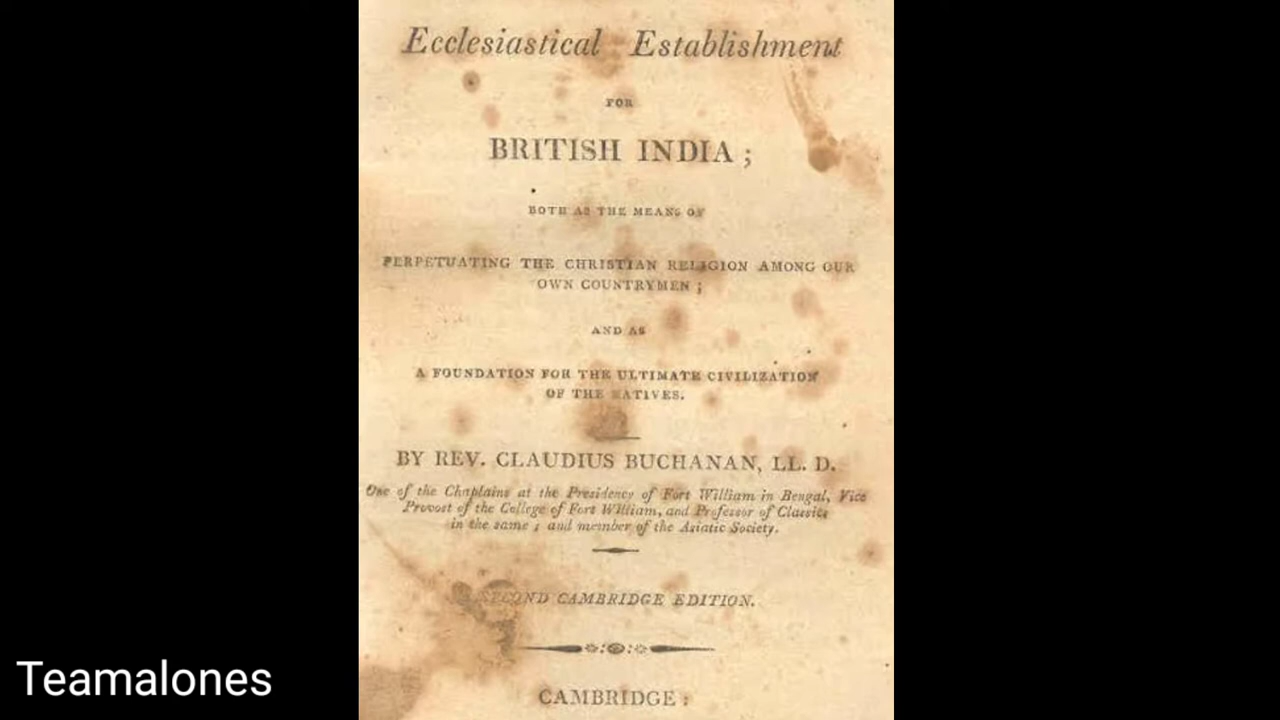 Ecclesiastical Establishment
FOR
BRITISH INDIA;
BOTH AS THE MEANS OF
PERPETUATING THE CHRISTIAN RELIGION AMONG OUR
OWN COUNTRYMEN;
AND AS
A FOUNDATION FOR THE ULTIMATE CIVILIZATION
OF THE NATIVES.
BY REV. CLAUDIUS BUCHANAN, LL. D.
One of the Chaplains at the Presidency of Fort William in Bengal, Vice
Provost of the College of Fort William, and Professor of Classics
in the same; and member of the Asiatic Society.
SECOND CAMBRIDGE EDITION.
CAMBRIDGE:
Teamalones